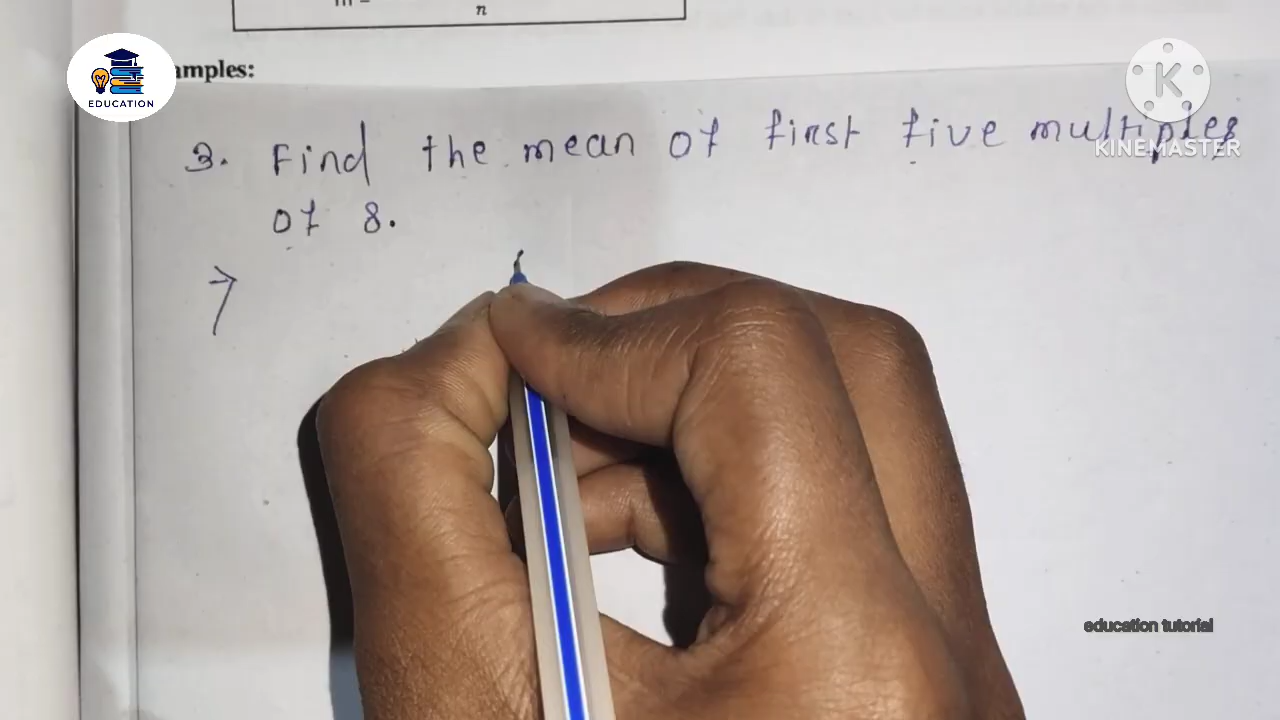 n
amples:
EDUCATION
K
KINEMASTER
3. Find the mean of first five multiples
of 8.
education tutorial